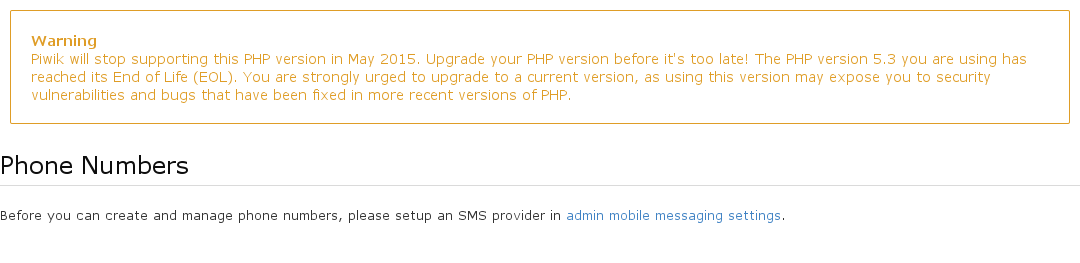 Warning
Piwik will stop supporting this PHP version in May 2015. Upgrade your PHP version before it's too late! The PHP version 5.3 you are using has
reached its End of Life (EOL). You are strongly urged to upgrade to a current version, as using this version may expose you to security
vulnerabilities and bugs that have been fixed in more recent versions of PHP.
Phone Numbers
Before you can create and manage phone numbers, please setup an SMS provider in admin mobile messaging settings.